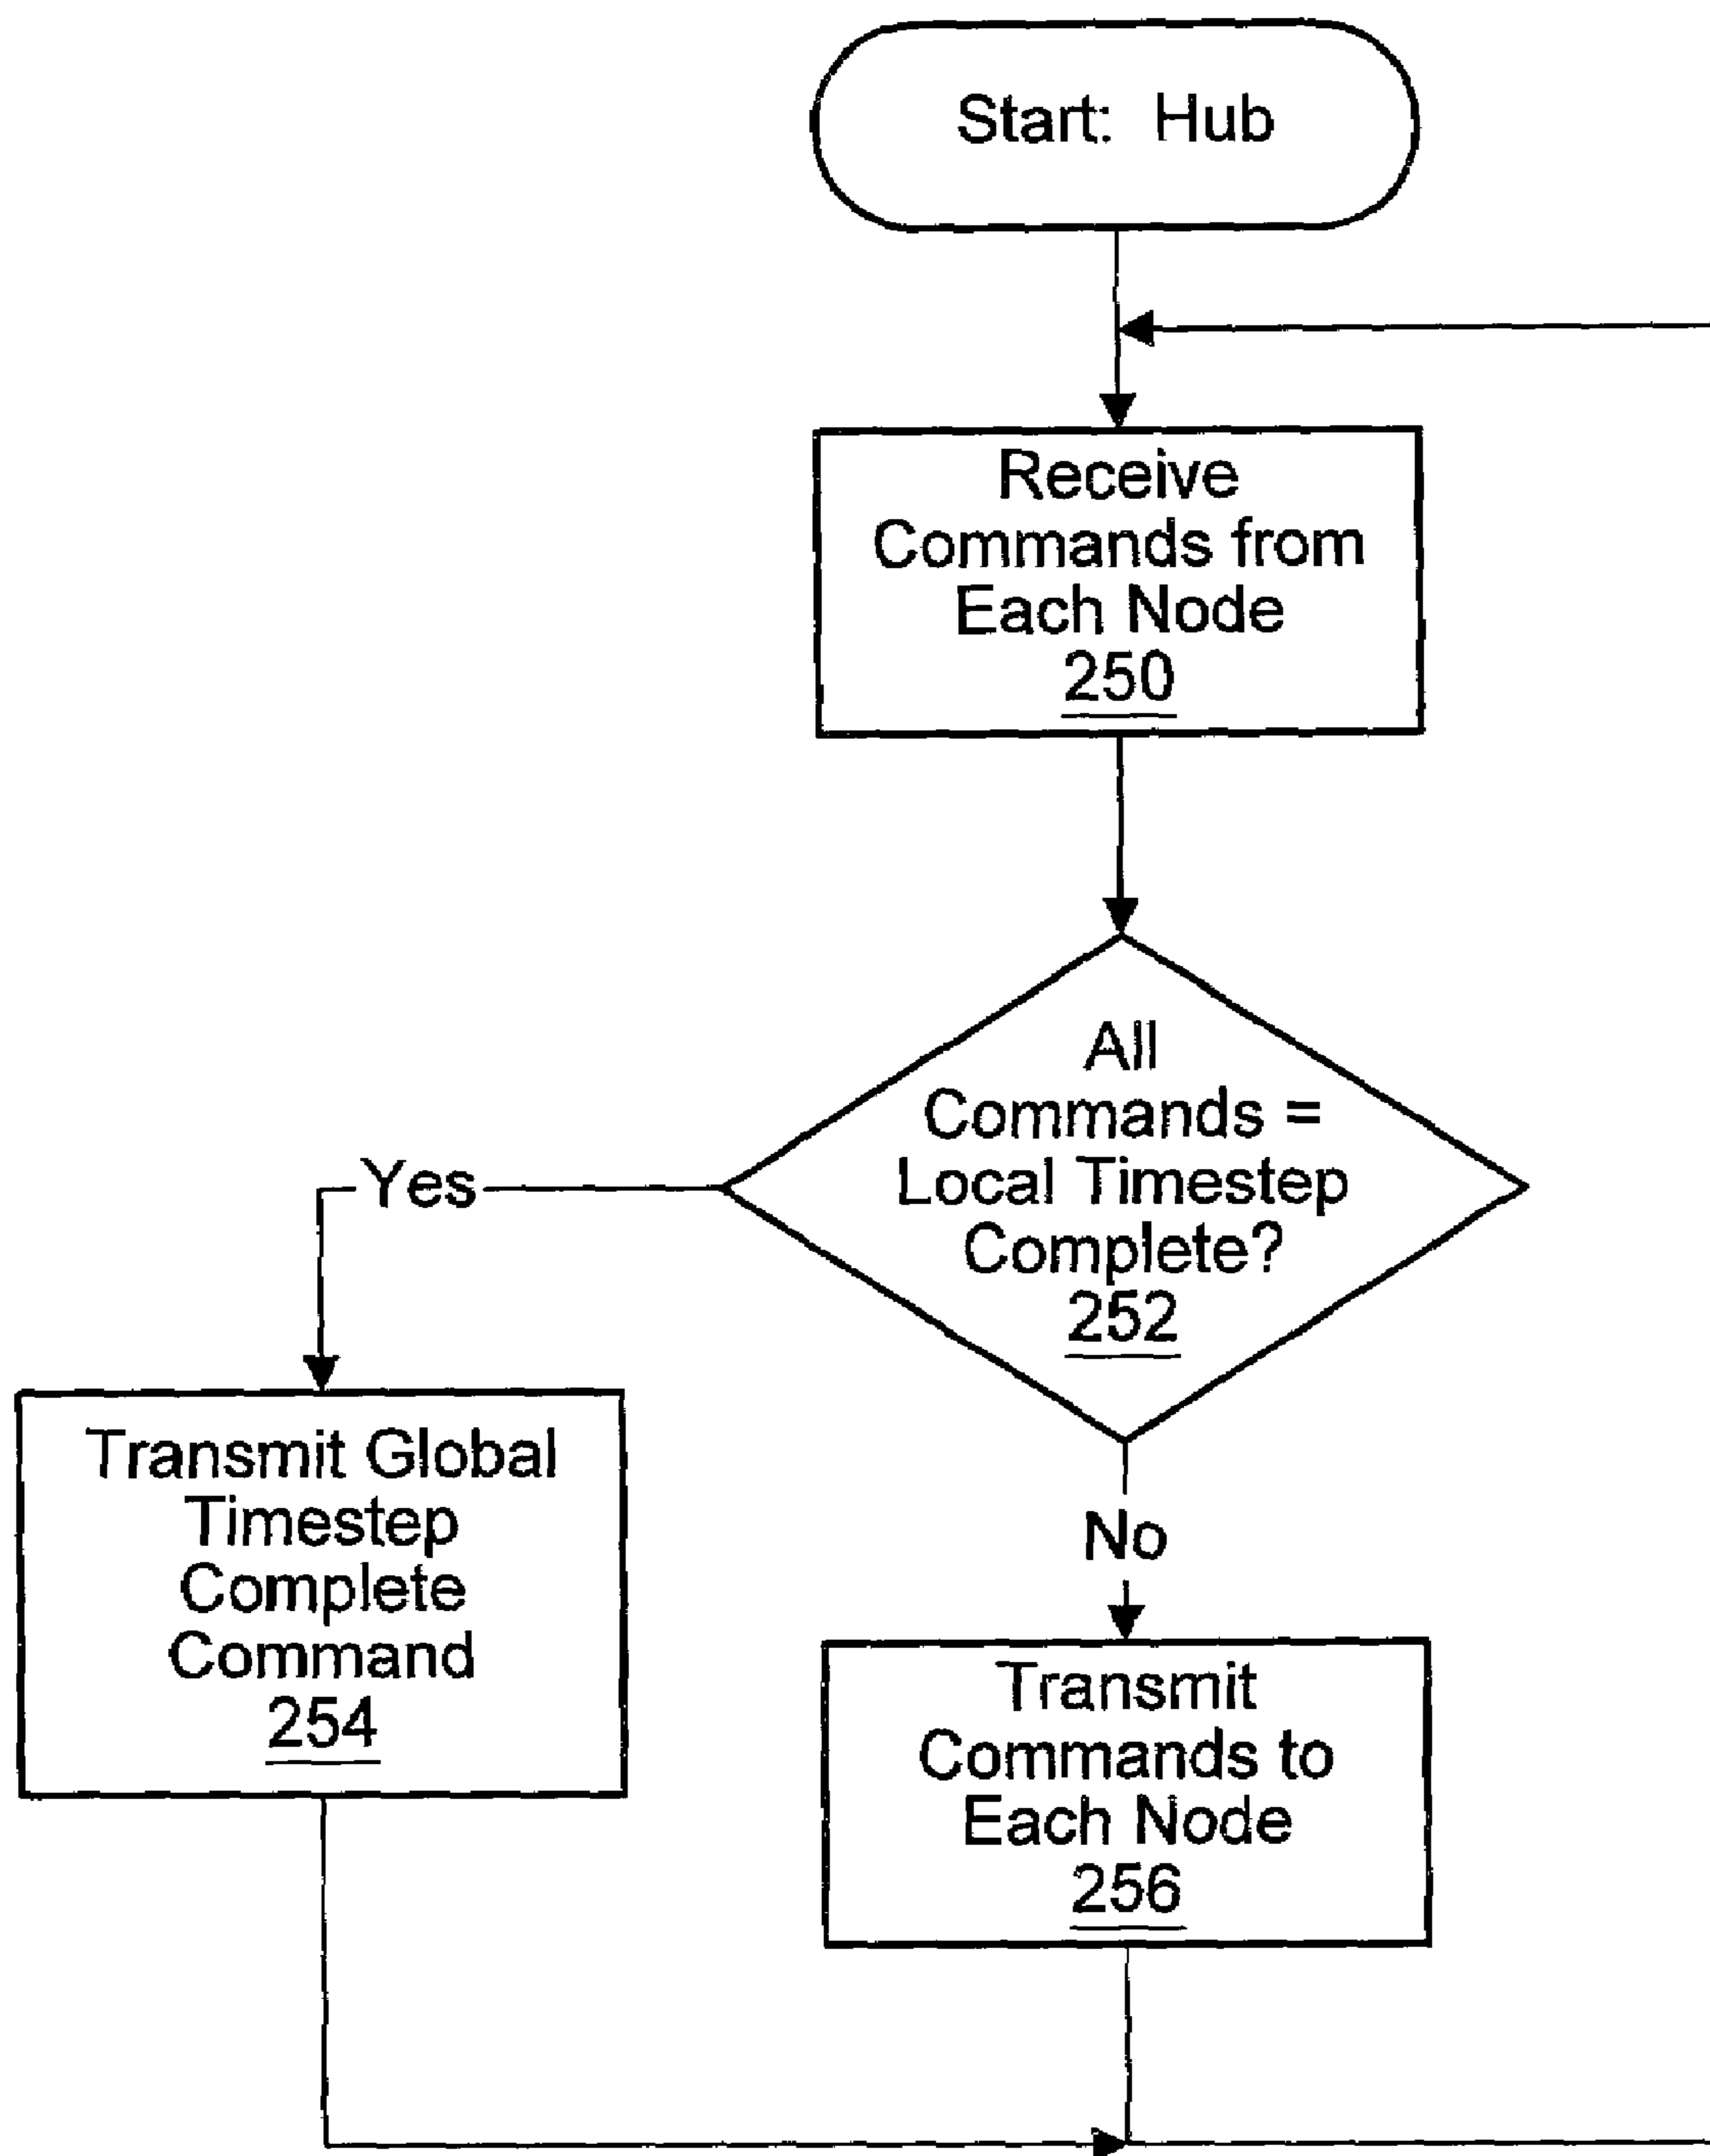 Start: Hub
Receive
Commands from
Each Node
250
All
Commands =
Local Timestep
Complete?
252
Yes
No
Transmit Global
Timestep
Complete
Command
254
Transmit
Commands to
Each Node
256